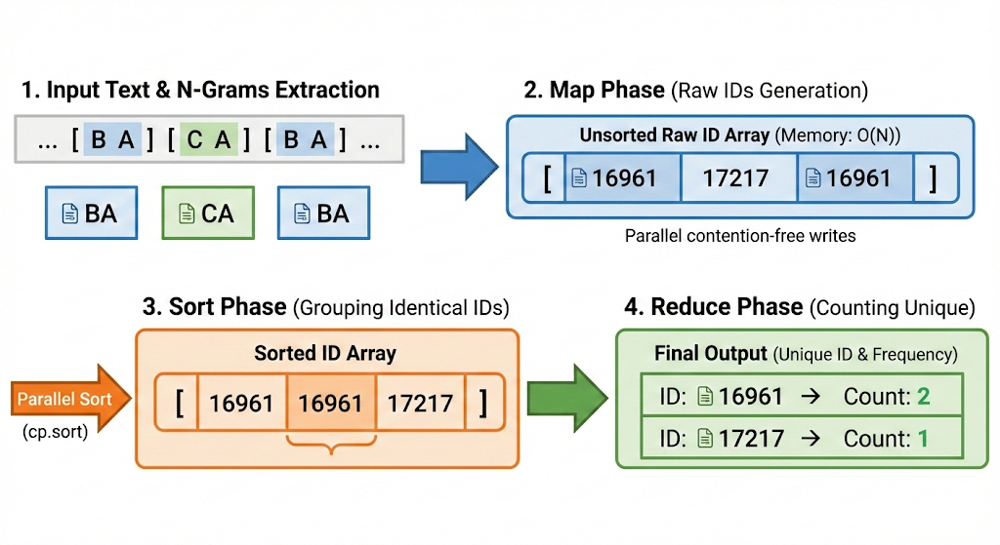 1. Input Text & N-Grams Extraction
... [ B A ] [ C A ] [ B A ] ...
BA CA BA
2. Map Phase (Raw IDs Generation)
Unsorted Raw ID Array (Memory: O(N))
[ 16961 17217 16961 ]
Parallel contention-free writes
Parallel Sort
(cp.sort)
3. Sort Phase (Grouping Identical IDs)
Sorted ID Array
[ 16961 16961 17217 ]
4. Reduce Phase (Counting Unique)
Final Output (Unique ID & Frequency)
ID: 16961 → Count: 2
ID: 17217 → Count: 1